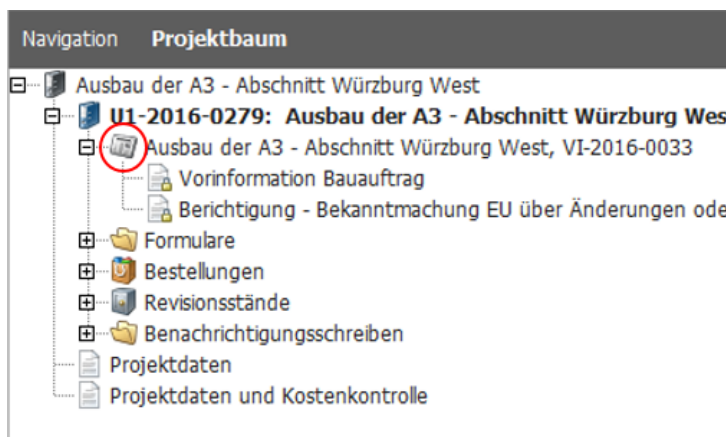 Navigation Projektbaum
Ausbau der A3 - Abschnitt Würzburg West
U1-2016-0279: Ausbau der A3 - Abschnitt Würzburg Wes
Ausbau der A3 - Abschnitt Würzburg West, VI-2016-0033
Vorinformation Bauauftrag
Berichtigung - Bekanntmachung EU über Änderungen ode
Formulare
Bestellungen
Revisionsstände
Benachrichtigungsschreiben
Projektdaten
Projektdaten und Kostenkontrolle